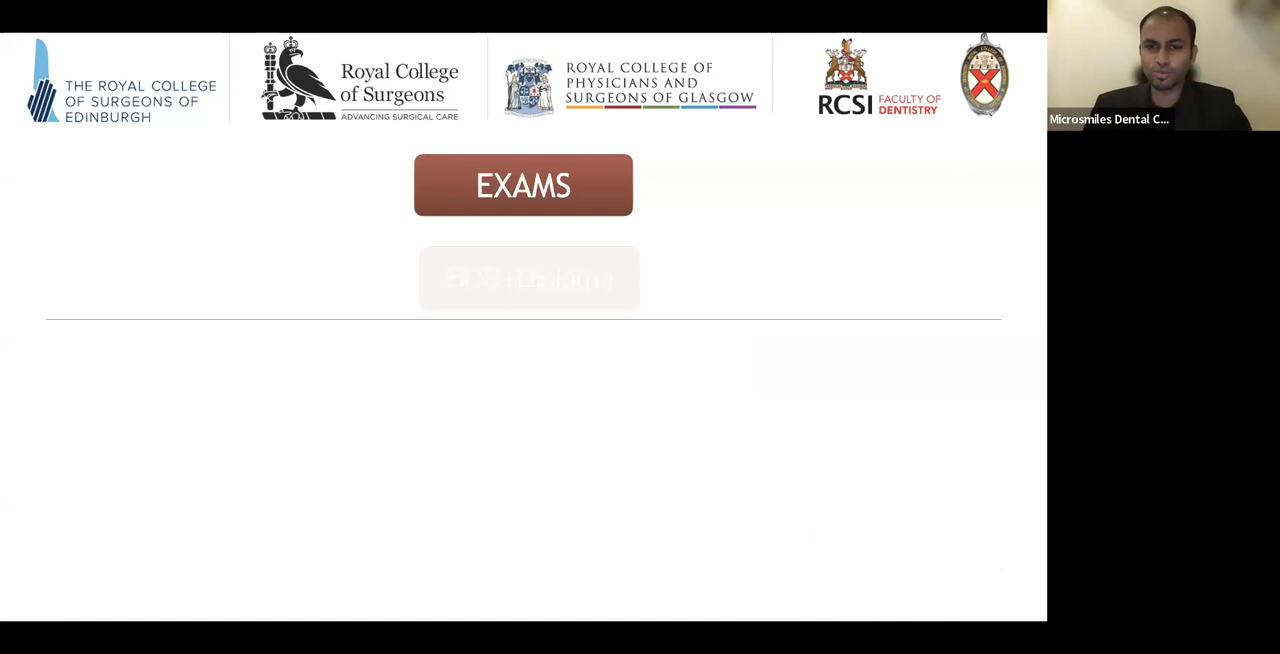 THE ROYAL COLLEGE
OF SURGEONS OF
EDINBURGH
Royal College
of Surgeons
ADVANCING SURGICAL CARE
ROYAL COLLEGE OF
PHYSICIANS AND
SURGEONS OF GLASGOW
RCSI FACULTY OF
DENTISTRY
Microsmiles Dental C...
EXAMS